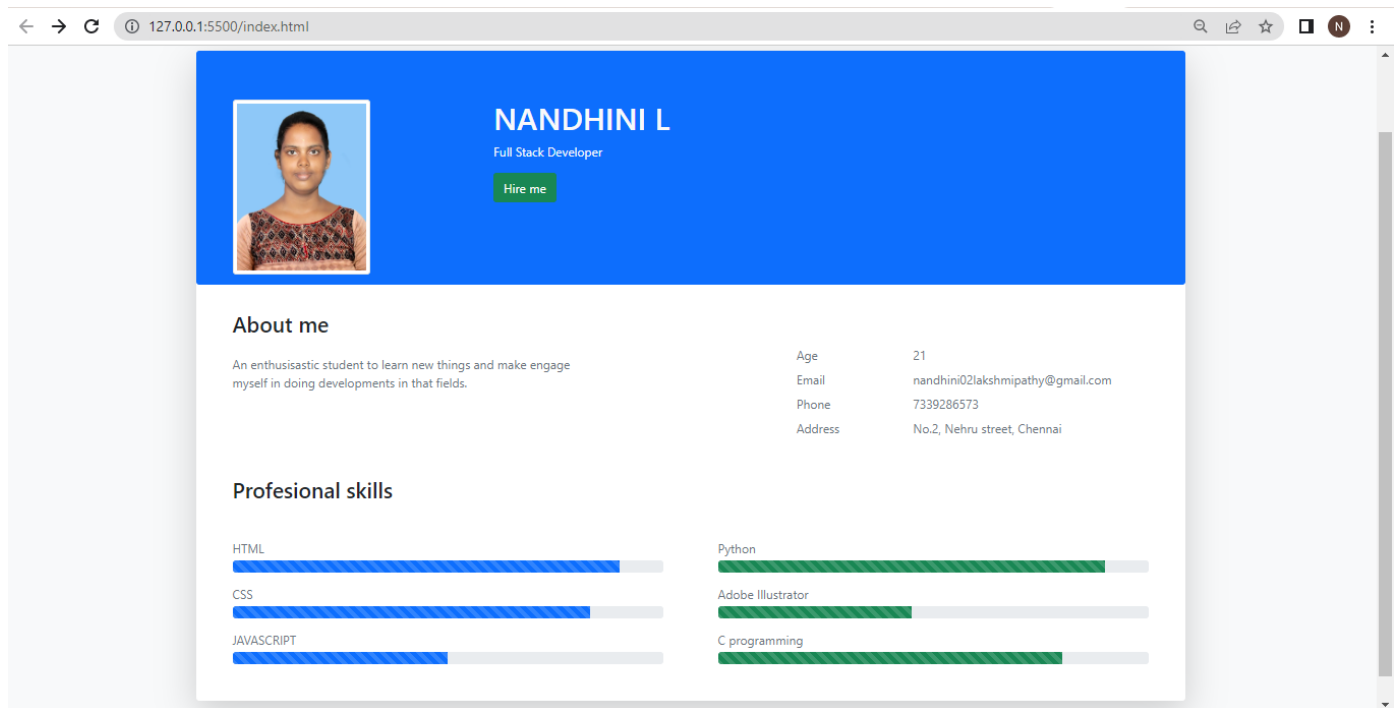 127.0.0.1:5500/index.html
N
NANDHINI L
Full Stack Developer
Hire me
About me
An enthusisastic student to learn new things and make engage
myself in doing developments in that fields.
Age 21
Email nandhini02lakshmipathy@gmail.com
Phone 7339286573
Address No.2, Nehru street, Chennai
Profesional skills
HTML
CSS
JAVASCRIPT
Python
Adobe Illustrator
C programming